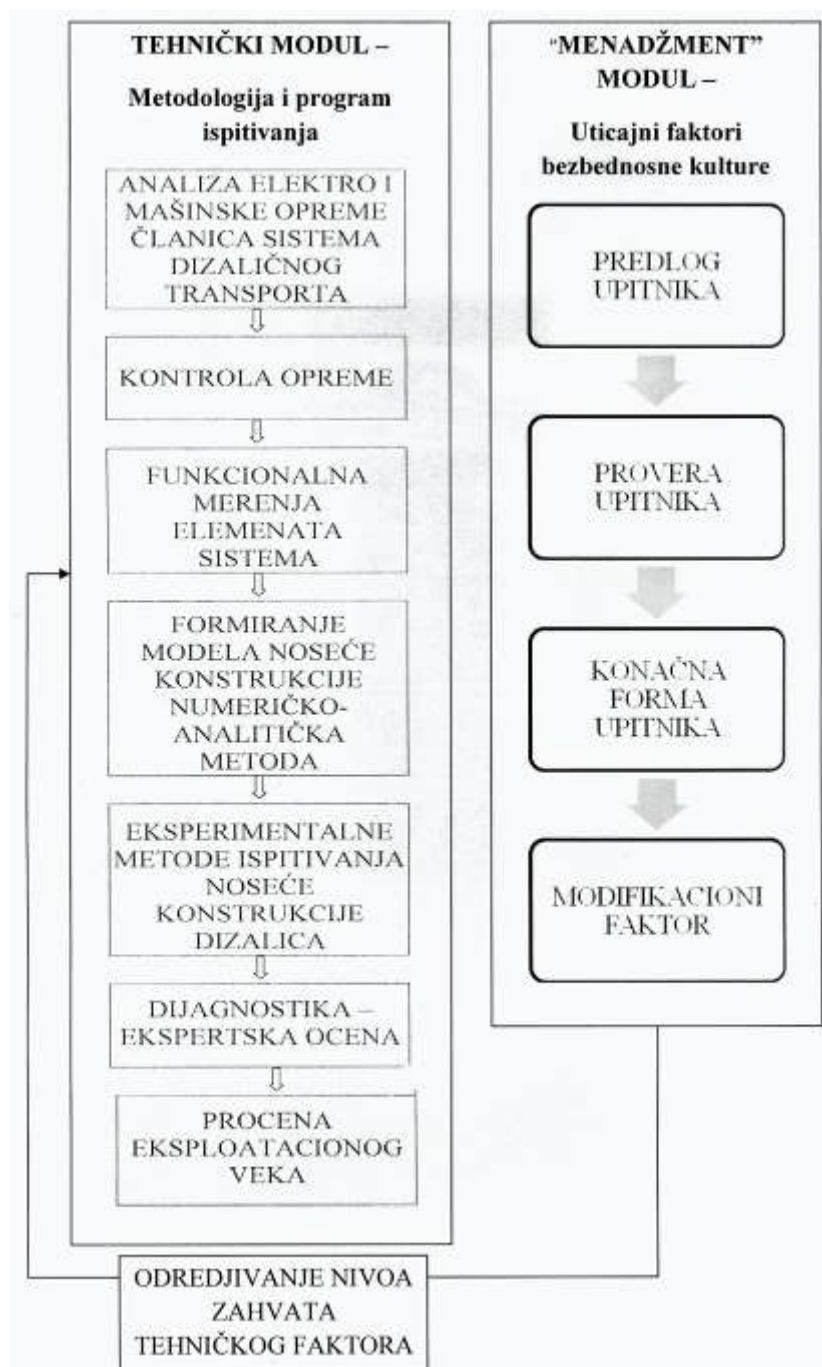 TEHNIČKI MODUL –
Metodologija i program
ispitivanja
ANALIZA ELEKTRO I
MAŠINSKE OPREME
ČLANICA SISTEMA
DIZALIČNOG
TRANSPORTA
KONTROLA OPREME
FUNKCIONALNA
MERENJA
ELEMENATA
SISTEMA
FORMIRANJE
MODELA NOSEĆE
KONSTRUKCIJE
NUMERIČKO-
ANALITIČKA
METODA
EKSPERIMENTALNE
METODE ISPITIVANJA
NOSEĆE
KONSTRUKCIJE
DIZALICA
DIJAGNOSTIKA –
EKSPERTSKA OCENA
PROCENA
EKSPLOATACIONOG
VEKA
"MENADŽMENT”
MODUL –
Uticajni faktori
bezbednosne kulture
PREDLOG
UPITNIKA
PROVERA
UPITNIKA
KONAČNA
FORMA
UPITNIKA
MODIFIKACIONI
FAKTOR
ODREDJIVANJE NIVOA
ZAHVATA
TEHNIČKOG FAKTORA